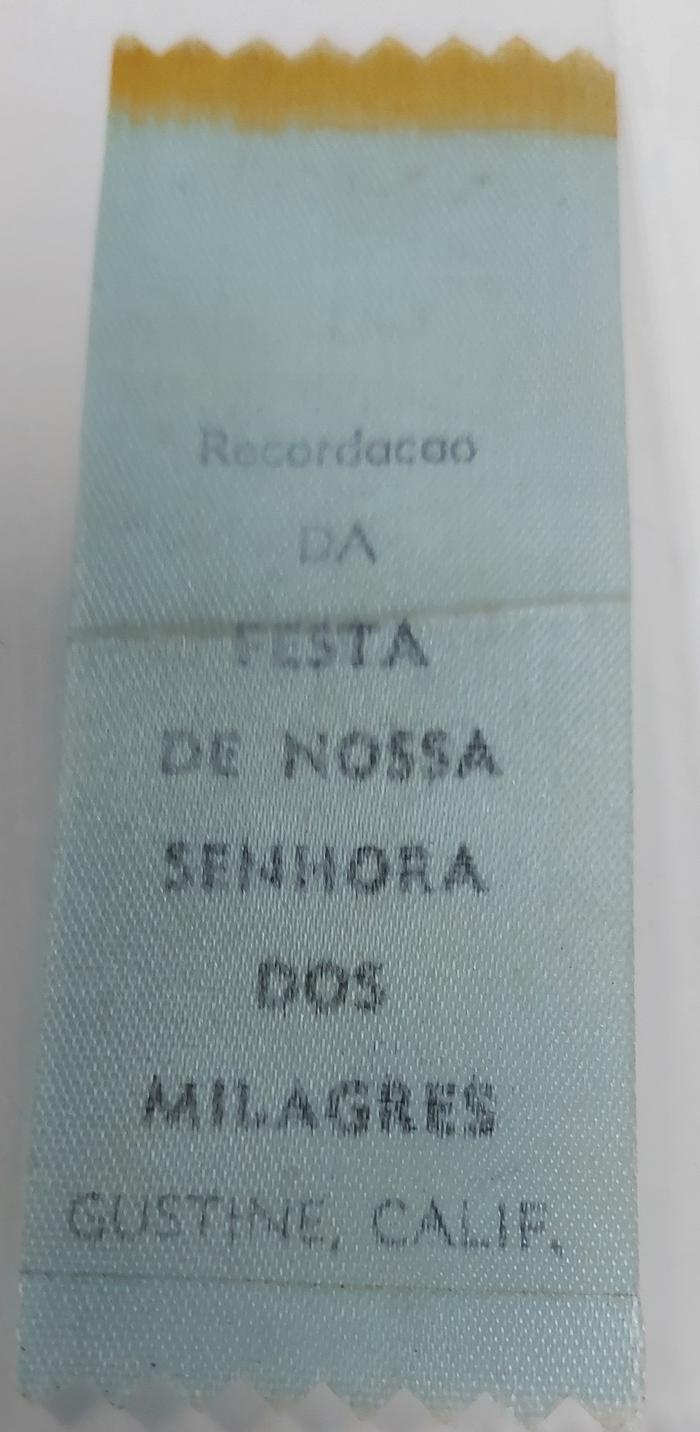 Recordacao
DA
FESTA
DE NOSSA
SENHORA
DOS
MILAGRES
GUSTINE, CALIF.